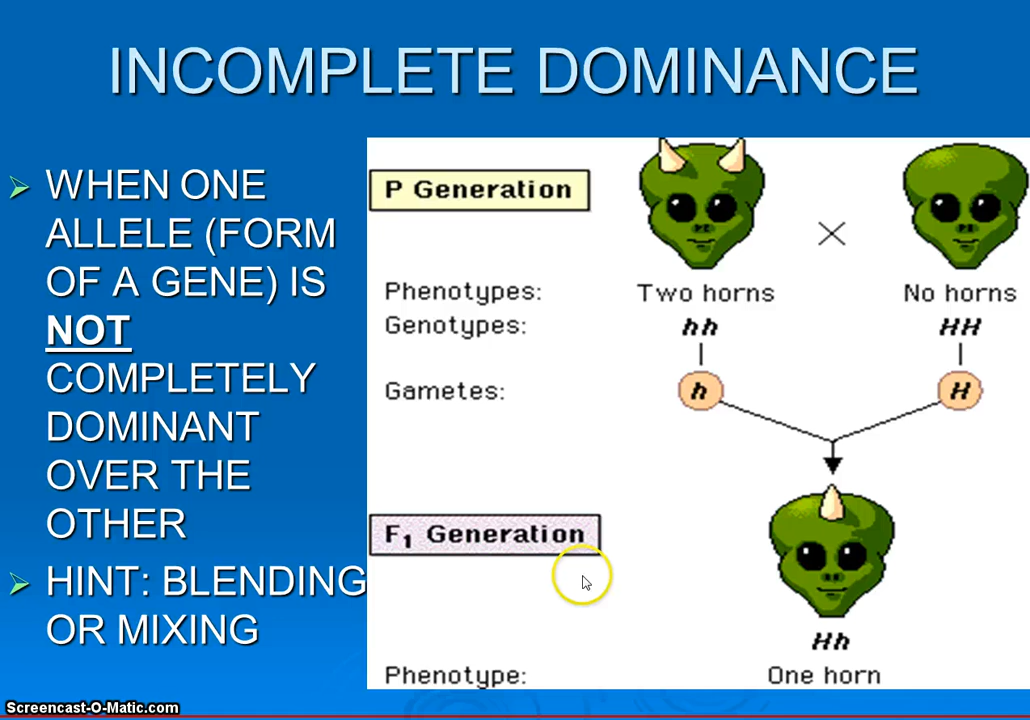 INCOMPLETE DOMINANCE
WHEN ONE
ALLELE (FORM
OF A GENE) IS
NOT
COMPLETELY
DOMINANT
OVER THE
OTHER
HINT: BLENDING
OR MIXING
P Generation
Phenotypes: Two horns No horns
Genotypes: hh HH
Gametes: h H
F₁ Generation
Hh
Phenotype: One horn
Screencast-O-Matic.com